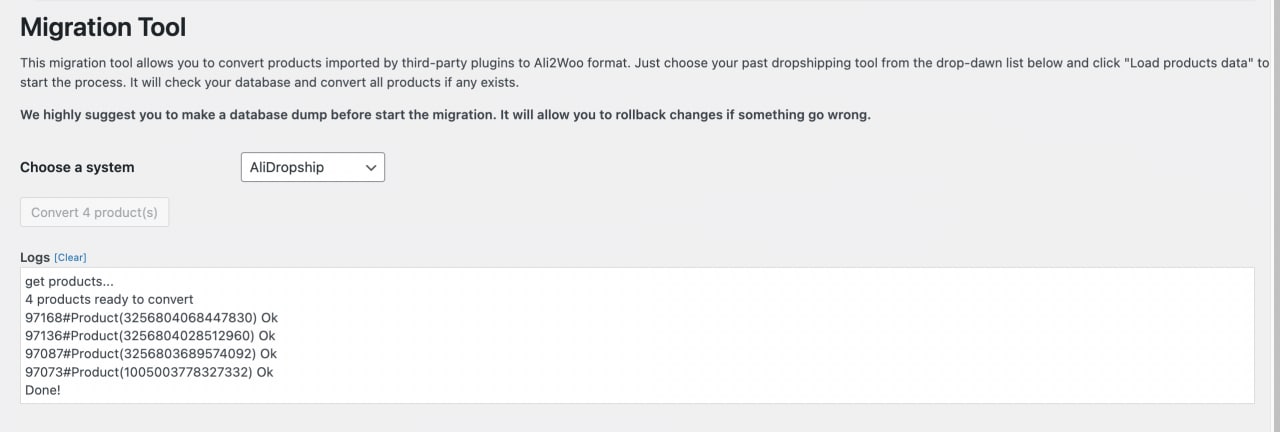 Migration Tool
This migration tool allows you to convert products imported by third-party plugins to Ali2Woo format. Just choose your past dropshipping tool from the drop-dawn list below and click "Load products data" to
start the process. It will check your database and convert all products if any exists.
We highly suggest you to make a database dump before start the migration. It will allow you to rollback changes if something go wrong.
Choose a system AliDropship
Convert 4 product(s)
Logs [Clear]
get products...
4 products ready to convert
97168#Product(3256804068447830) Ok
97136#Product(3256804028512960) Ok
97087#Product(3256803689574092) Ok
97073#Product(1005003778327332) Ok
Done!